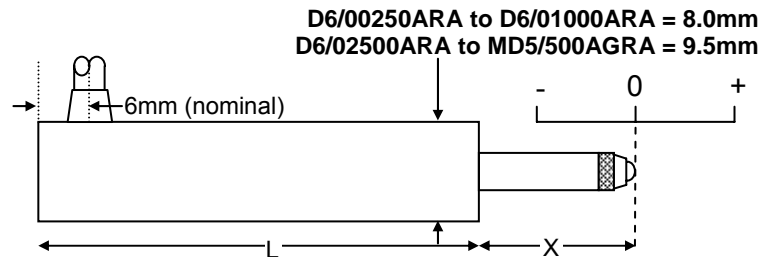 D6/00250ARA to D6/01000ARA = 8.0mm
D6/02500ARA to MD5/500AGRA = 9.5mm
- 0 +
6mm (nominal)
L X